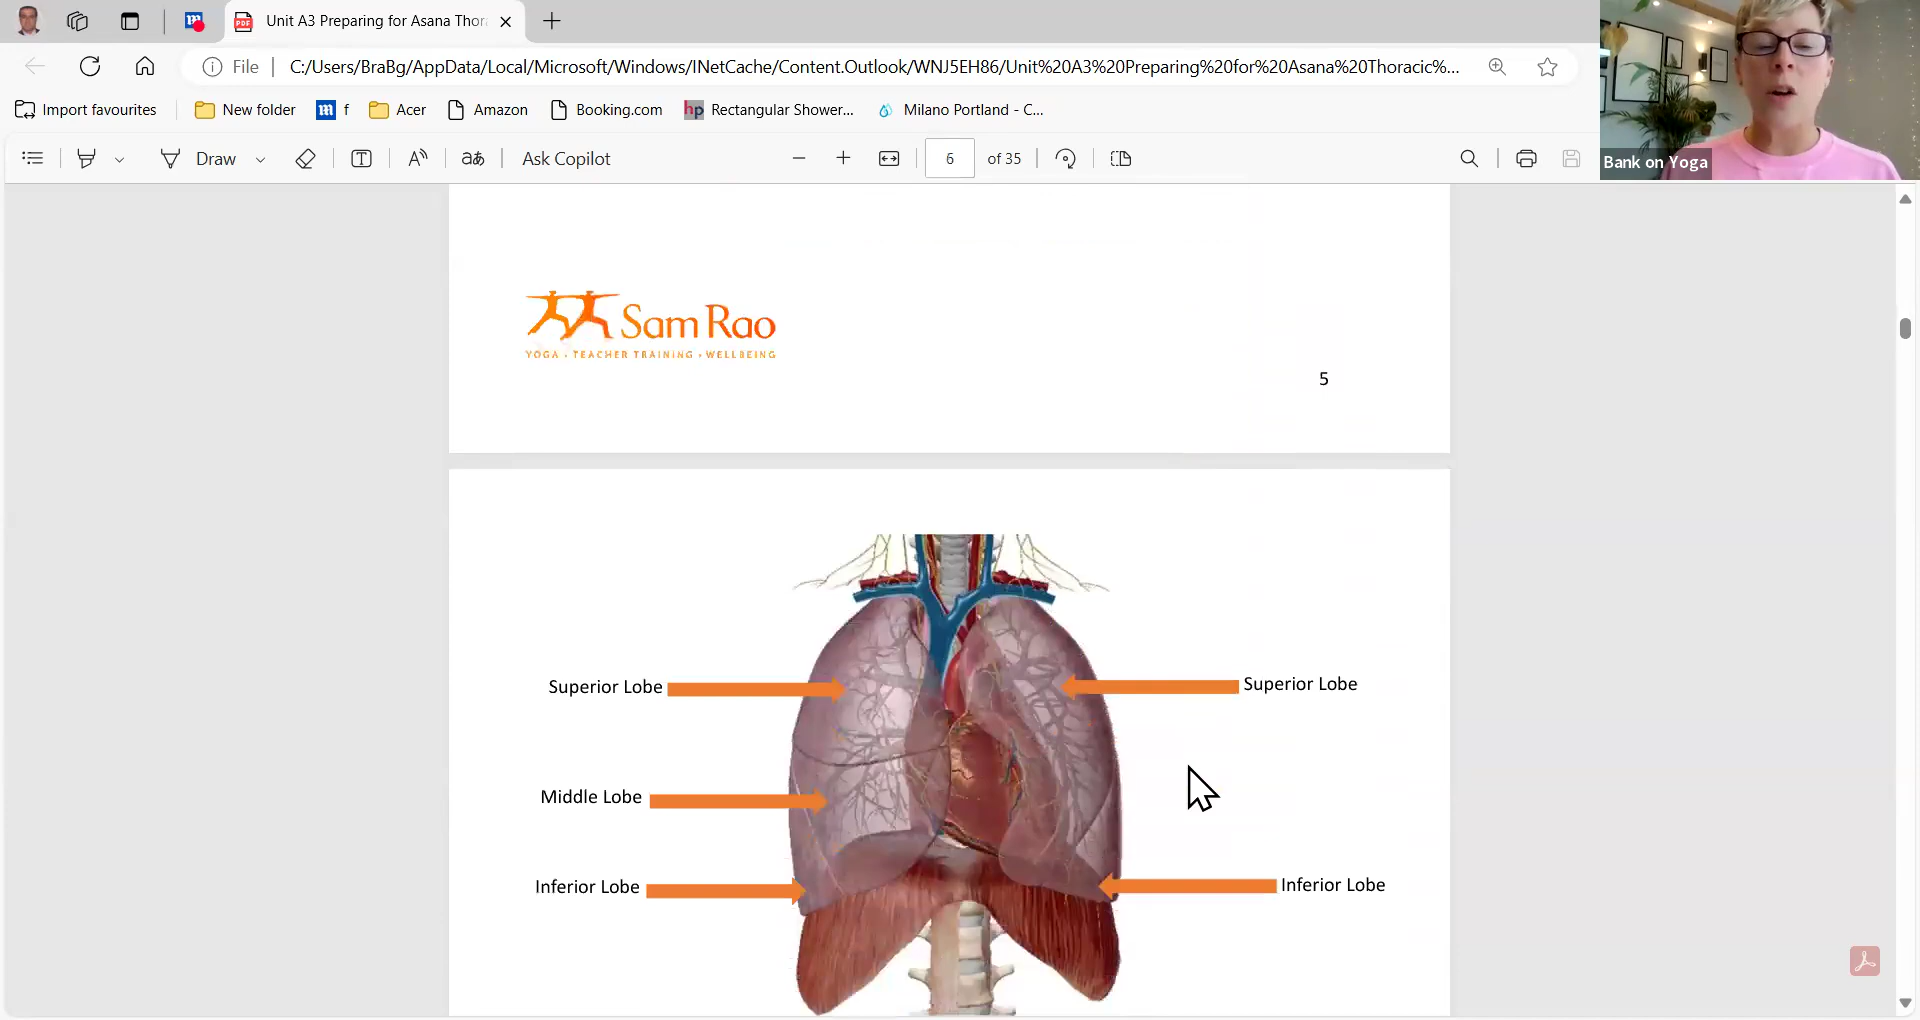 Unit A3 Preparing for Asana Thor
File
C:/Users/BraBg/AppData/Local/Microsoft/Windows/INetCache/Content.Outlook/WNJ5EH86/Unit%20A3%20Preparing%20for%20Asana%20Thoracic%...
Import favourites
New folder
m f
Acer
Amazon
Booking.com
hp Rectangular Shower...
Milano Portland - C...
Draw
Ask Copilot
6 of 35
Bank on Yoga
Sam Rao
YOGA • TEACHER TRAINING • WELLBEING
5
Superior Lobe
Superior Lobe
Middle Lobe
Inferior Lobe
Inferior Lobe